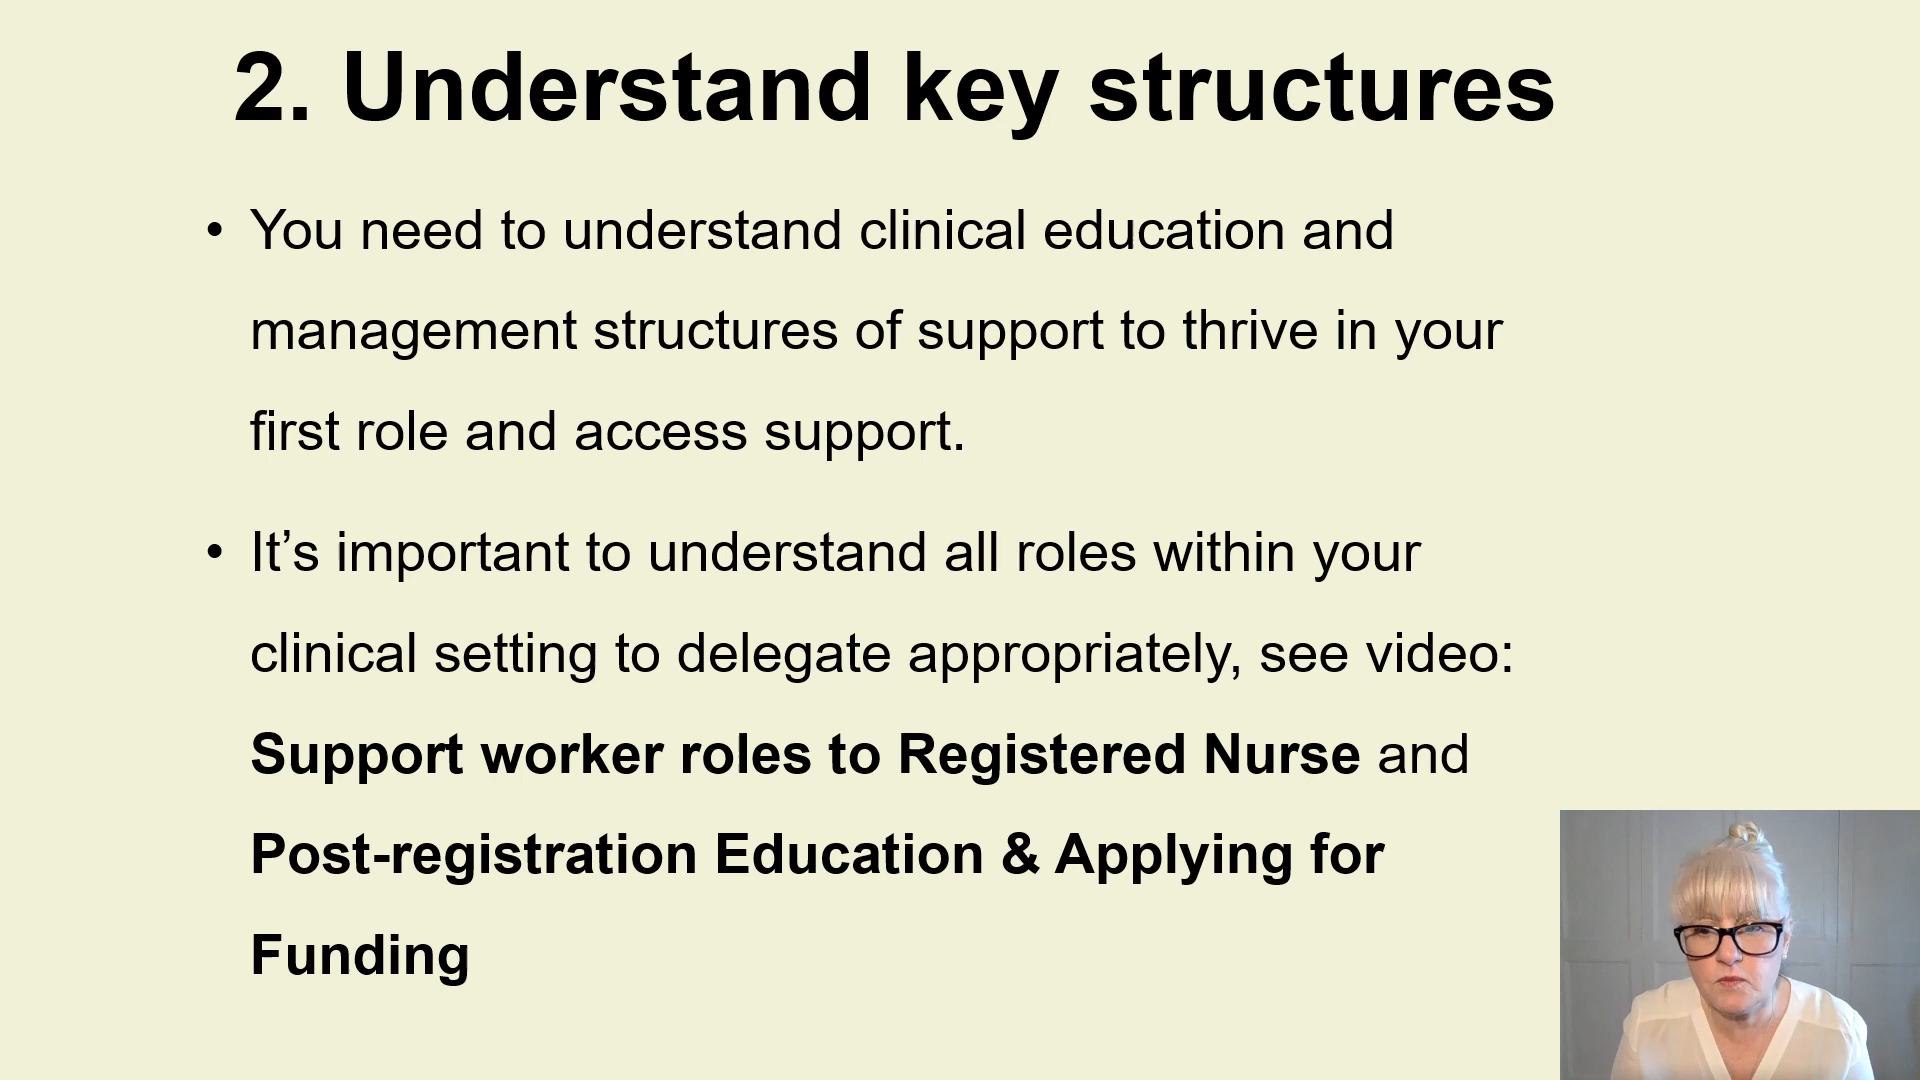 2. Understand key structures
• You need to understand clinical education and
management structures of support to thrive in your
first role and access support.
• It’s important to understand all roles within your
clinical setting to delegate appropriately, see video:
Support worker roles to Registered Nurse and
Post-registration Education & Applying for
Funding